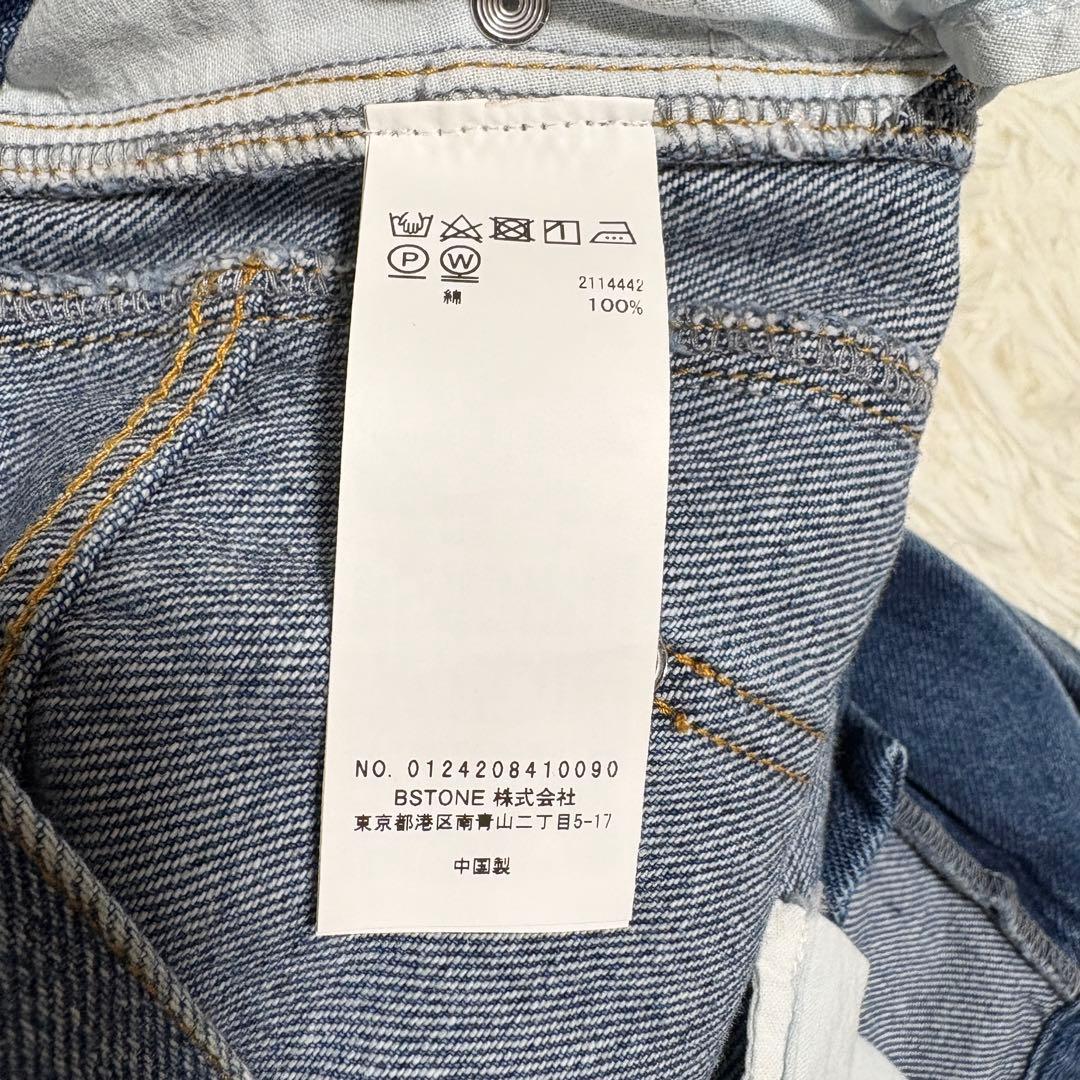 P W
2114442
綿 100%
NO. 0124208410090
BSTONE 株式会社
東京都港区南青山二丁目5-17
中国製